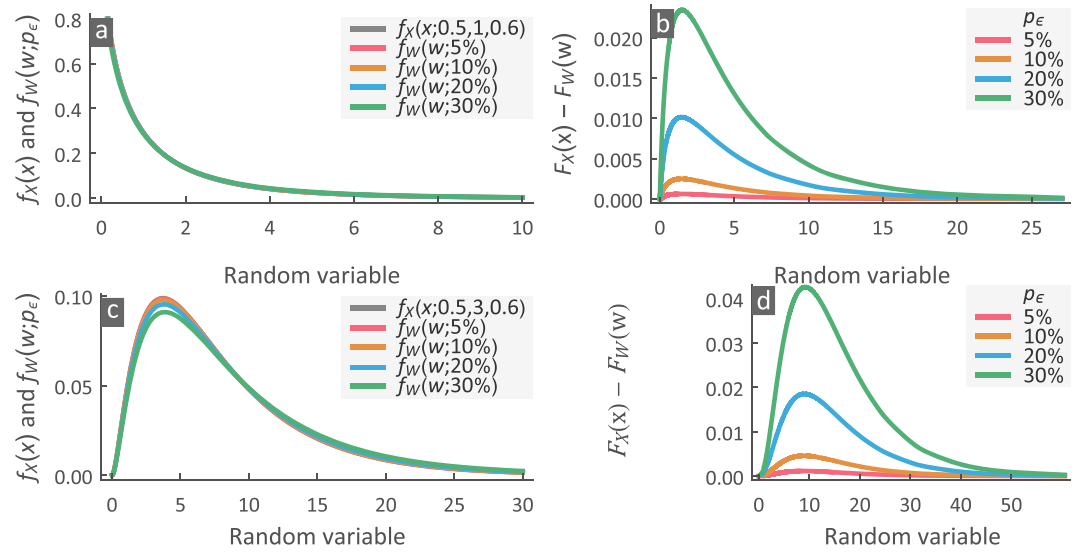 a
f_X(x) and f_W(w;p_ϵ)
0.8
0.6
0.4
0.2
0.0
f_X(x;0.5,1,0.6)
f_W(w;5%)
f_W(w;10%)
f_W(w;20%)
f_W(w;30%)
0 2 4 6 8 10
Random variable
b
F_X(x) − F_W(w)
0.020
0.015
0.010
0.005
0.000
p_ϵ
5%
10%
20%
30%
0 5 10 15 20 25
Random variable
c
f_X(x) and f_W(w;p_ϵ)
0.10
0.05
0.00
f_X(x;0.5,3,0.6)
f_W(w;5%)
f_W(w;10%)
f_W(w;20%)
f_W(w;30%)
0 5 10 15 20 25 30
Random variable
d
F_X(x) − F_W(w)
0.04
0.03
0.02
0.01
0.00
p_ϵ
5%
10%
20%
30%
0 10 20 30 40 50
Random variable